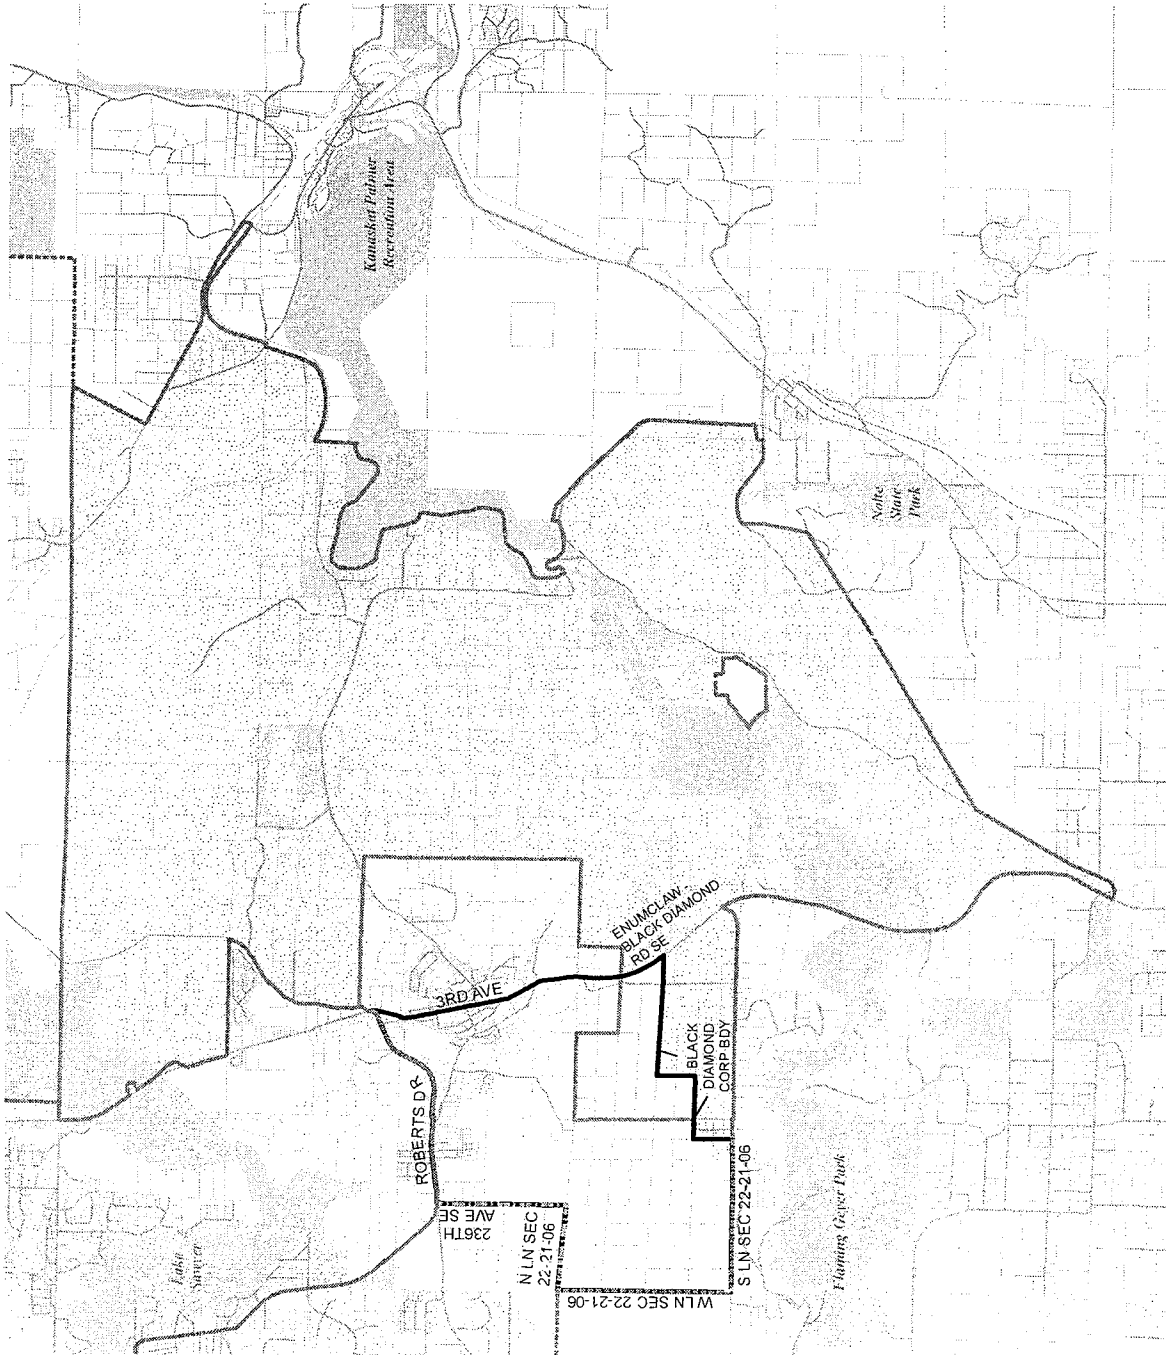 Kanasket Palmer
Recreation Area
Nolte
State
Park
ENUMCLAW -
BLACK DIAMOND
RD SE
3RD AVE
BLACK
DIAMOND
CORP BDY
ROBERTS DR
236TH
AVE SE
N LN SEC
22-21-06
S LN SEC 22-21-06
W LN SEC 22-21-06
Lake
Sawyer
Flaming Geyer Park